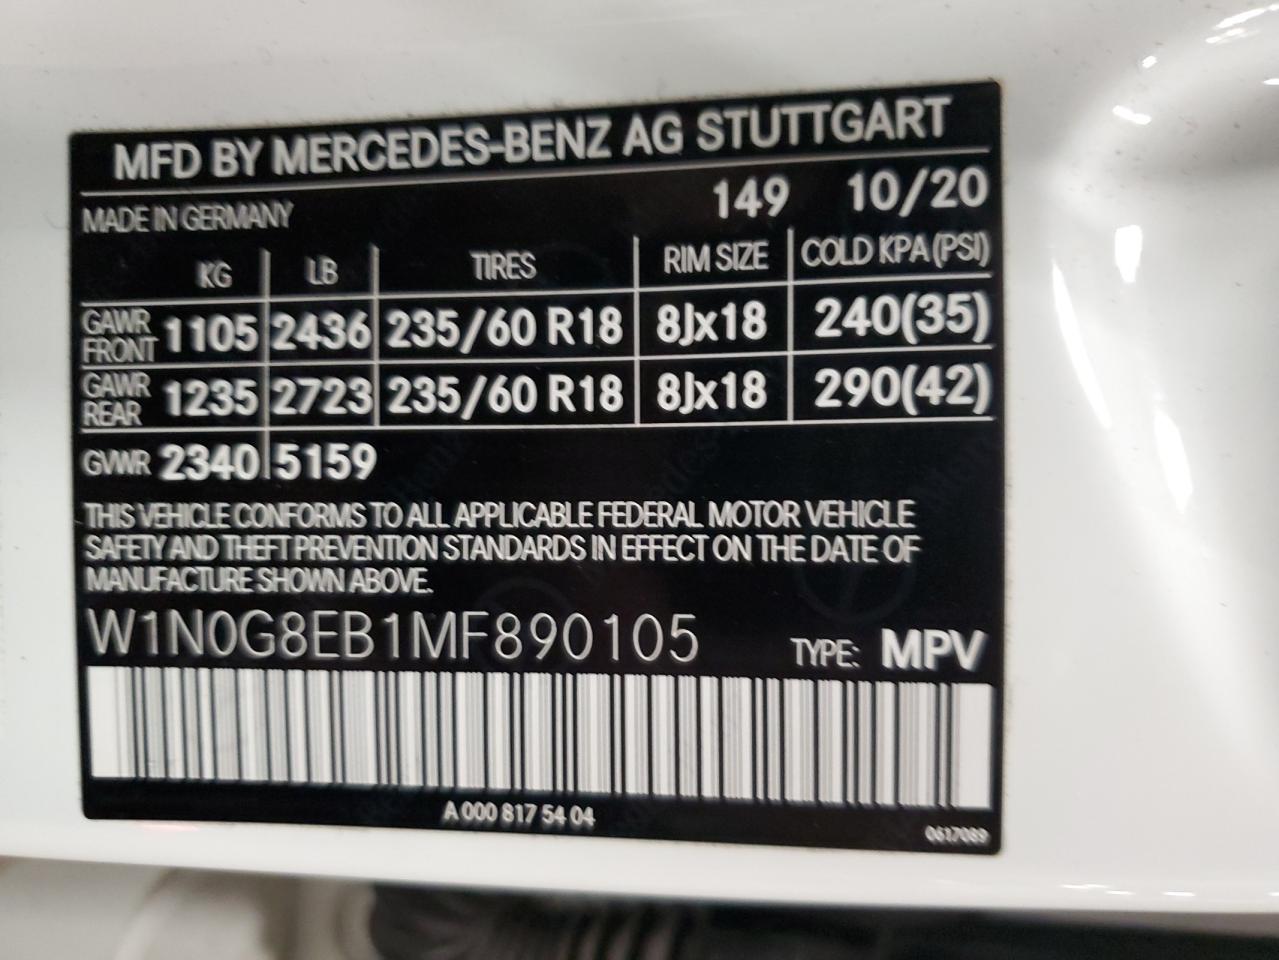 MFD BY MERCEDES-BENZ AG STUTTGART
MADE IN GERMANY 149 10/20
KG LB TIRES RIM SIZE COLD KPA (PSI)
GAWR FRONT 1105 2436 235/60 R18 8Jx18 240(35)
GAWR REAR 1235 2723 235/60 R18 8Jx18 290(42)
GVWR 2340 5159
THIS VEHICLE CONFORMS TO ALL APPLICABLE FEDERAL MOTOR VEHICLE
SAFETY AND THEFT PREVENTION STANDARDS IN EFFECT ON THE DATE OF
MANUFACTURE SHOWN ABOVE.
W1N0G8EB1MF890105 TYPE: MPV
A 000 817 54 04
0617089